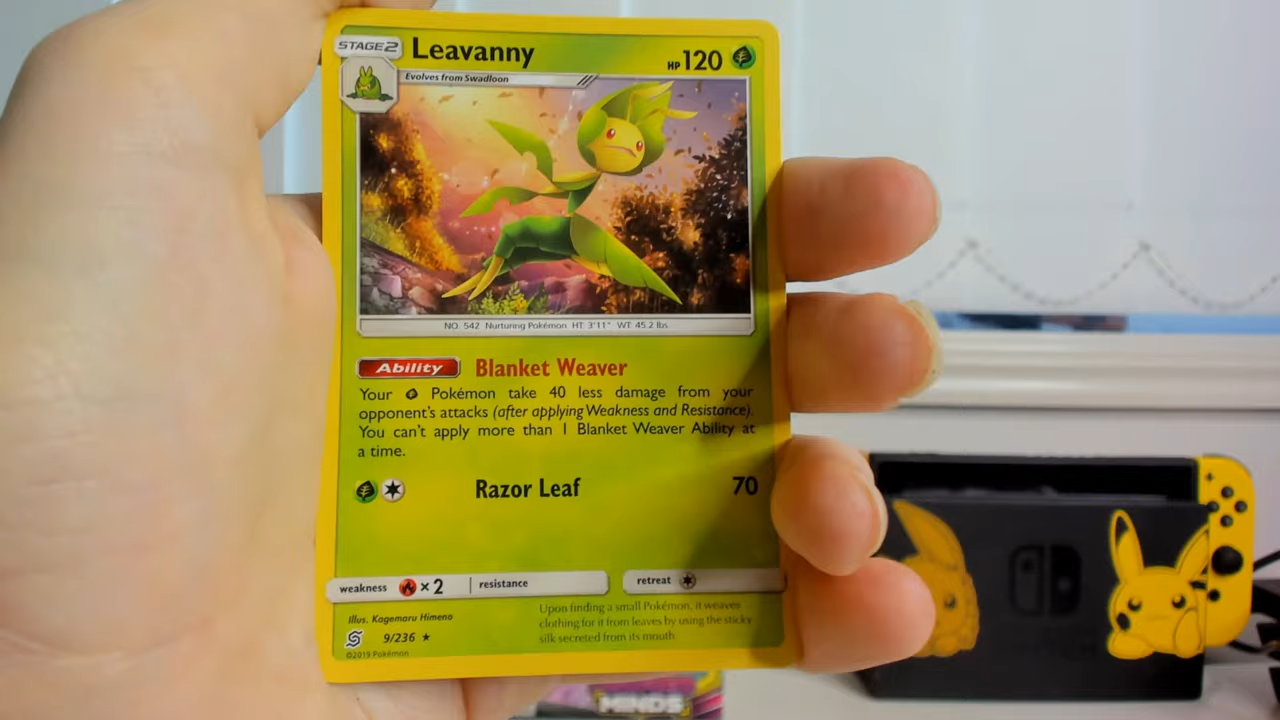 STAGE2 Leavanny HP 120
Evolves from Swadloon
NO. 542 Nurturing Pokémon HT: 3'11" WT: 45.2 lbs.
Ability Blanket Weaver
Your Pokémon take 40 less damage from your
opponent's attacks (after applying Weakness and Resistance).
You can't apply more than 1 Blanket Weaver Ability at
a time.
Razor Leaf 70
weakness ×2 resistance retreat
Illus. Kagemaru Himeno
9/236 ★
©2019 Pokémon
Upon finding a small Pokémon, it weaves
clothing for it from leaves by using the sticky
silk secreted from its mouth
MINDS